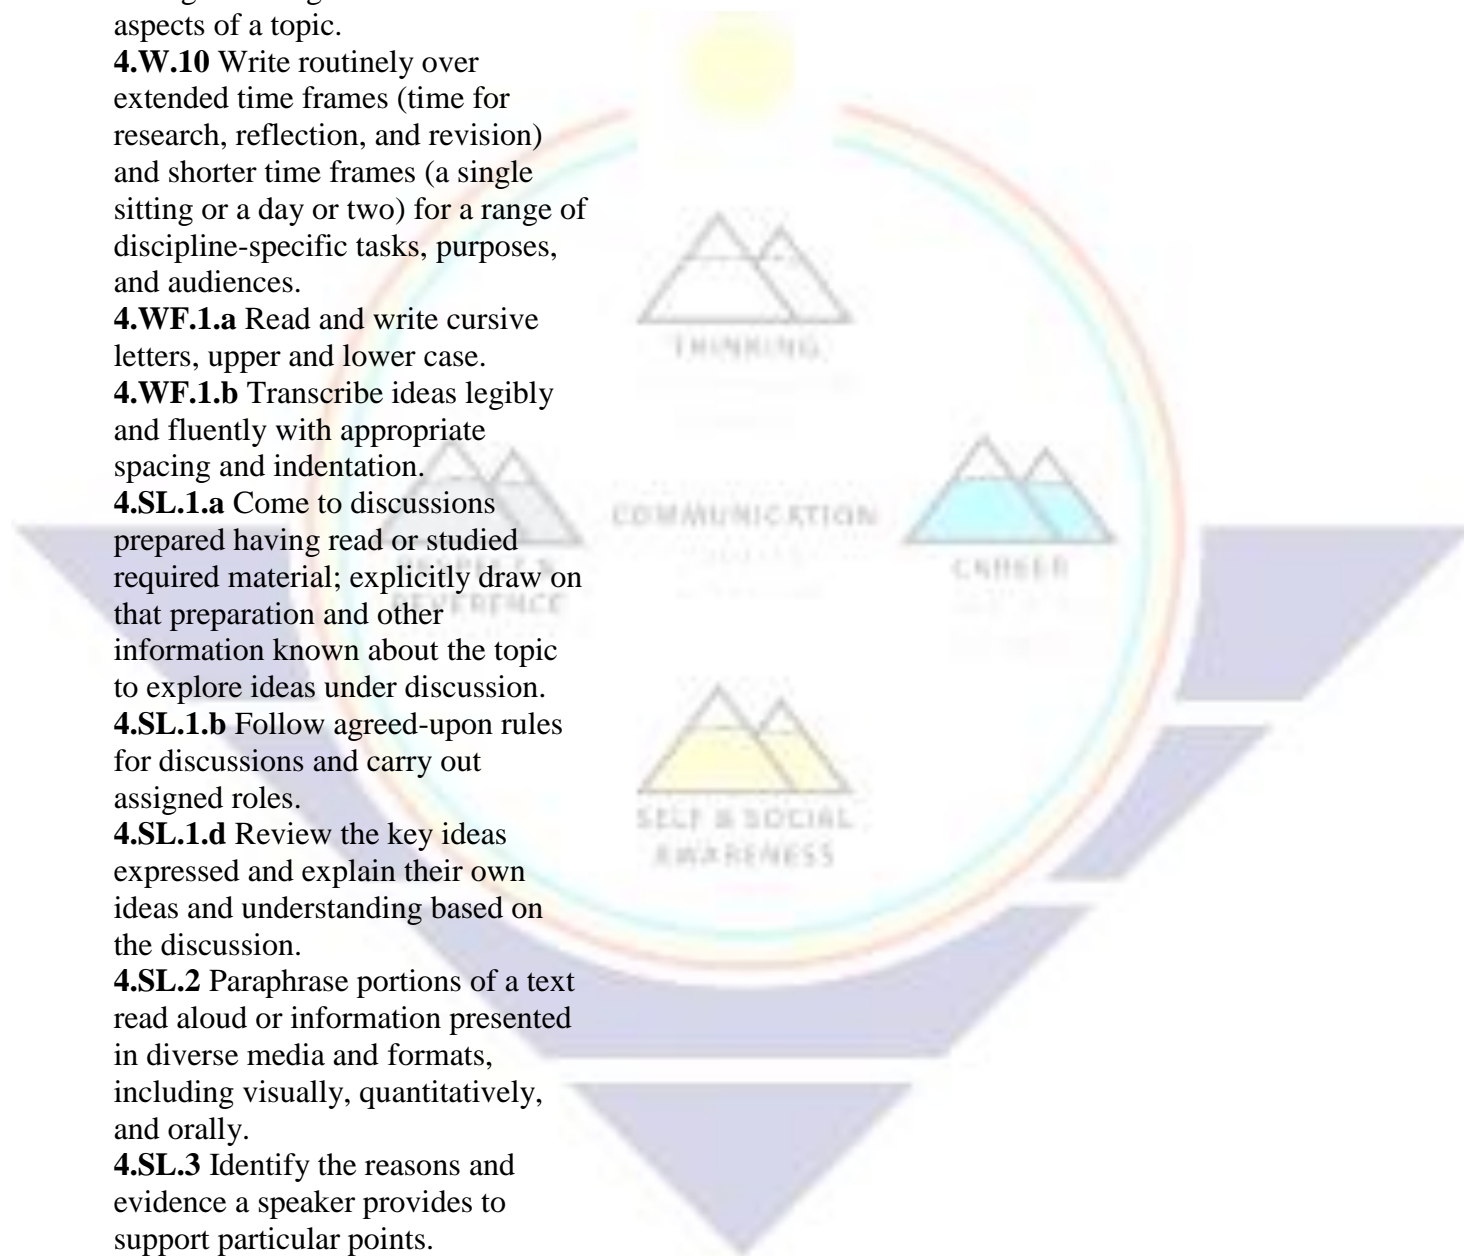 aspects of a topic.
4.W.10 Write routinely over
extended time frames (time for
research, reflection, and revision)
and shorter time frames (a single
sitting or a day or two) for a range of
discipline-specific tasks, purposes,
and audiences.
4.WF.1.a Read and write cursive
letters, upper and lower case.
4.WF.1.b Transcribe ideas legibly
and fluently with appropriate
spacing and indentation.
4.SL.1.a Come to discussions
prepared having read or studied
required material; explicitly draw on
that preparation and other
information known about the topic
to explore ideas under discussion.
4.SL.1.b Follow agreed-upon rules
for discussions and carry out
assigned roles.
4.SL.1.d Review the key ideas
expressed and explain their own
ideas and understanding based on
the discussion.
4.SL.2 Paraphrase portions of a text
read aloud or information presented
in diverse media and formats,
including visually, quantitatively,
and orally.
4.SL.3 Identify the reasons and
evidence a speaker provides to
support particular points.
THINKING
COMMUNICATION
CAREER
REVERENCE
SELF & SOCIAL
AWARENESS